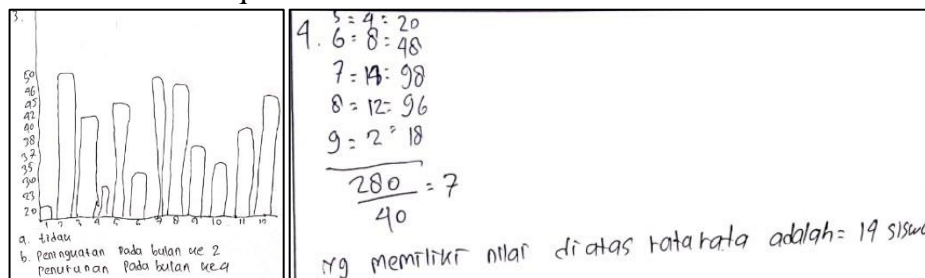 3.
50
46
45
42
40
38
37
35
30
23
20
1 2 3 4 5 6 7 8 9 10 11 12
a. tidak
b. Peningkatan pada bulan ke 2
penurunan pada bulan ke 4
4. 5 = 4 = 20
6 = 8 = 48
7 = 14 = 98
8 = 12 = 96
9 = 2 = 18
280 = 7
40
yg memiliki nilai di atas rata rata adalah = 14 siswa